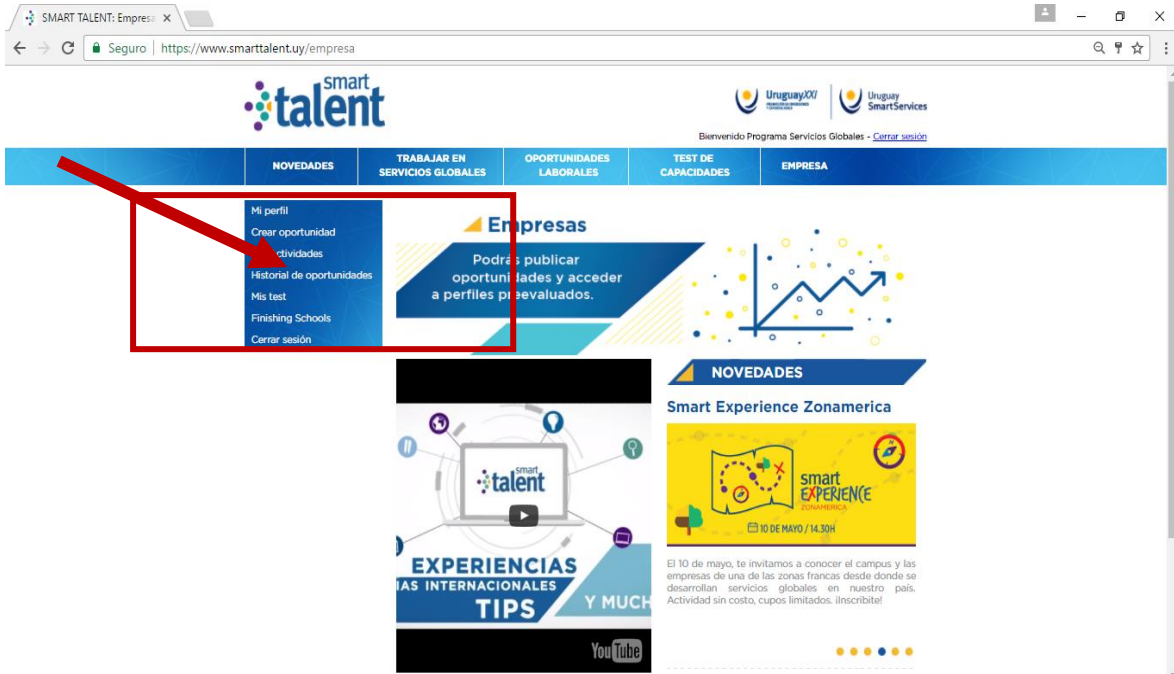 SMART TALENT: Empresa
Seguro | https://www.smarttalent.uy/empresa
smart
talent
UruguayXXI
Uruguay
SmartServices
Bienvenido Programa Servicios Globales - Cerrar sesión
NOVEDADES
TRABAJAR EN
SERVICIOS GLOBALES
OPORTUNIDADES
LABORALES
TEST DE
CAPACIDADES
EMPRESA
Mi perfil
Crear oportunidad
ctividades
Historial de oportunidades
Mis test
Finishing Schools
Cerrar sesión
Empresas
Podrás publicar
oportunidades y acceder
a perfiles preevaluados.
smart
talent
EXPERIENCIAS
IAS INTERNACIONALES
TIPS
Y MUCH
YouTube
NOVEDADES
Smart Experience Zonamerica
smart
EXPERIENCE
ZONAMERICA
10 DE MAYO / 14.30H
El 10 de mayo, te invitamos a conocer el campus y las
empresas de una de las zonas francas desde donde se
desarrollan servicios globales en nuestro país.
Actividad sin costo, cupos limitados. ¡Inscribite!